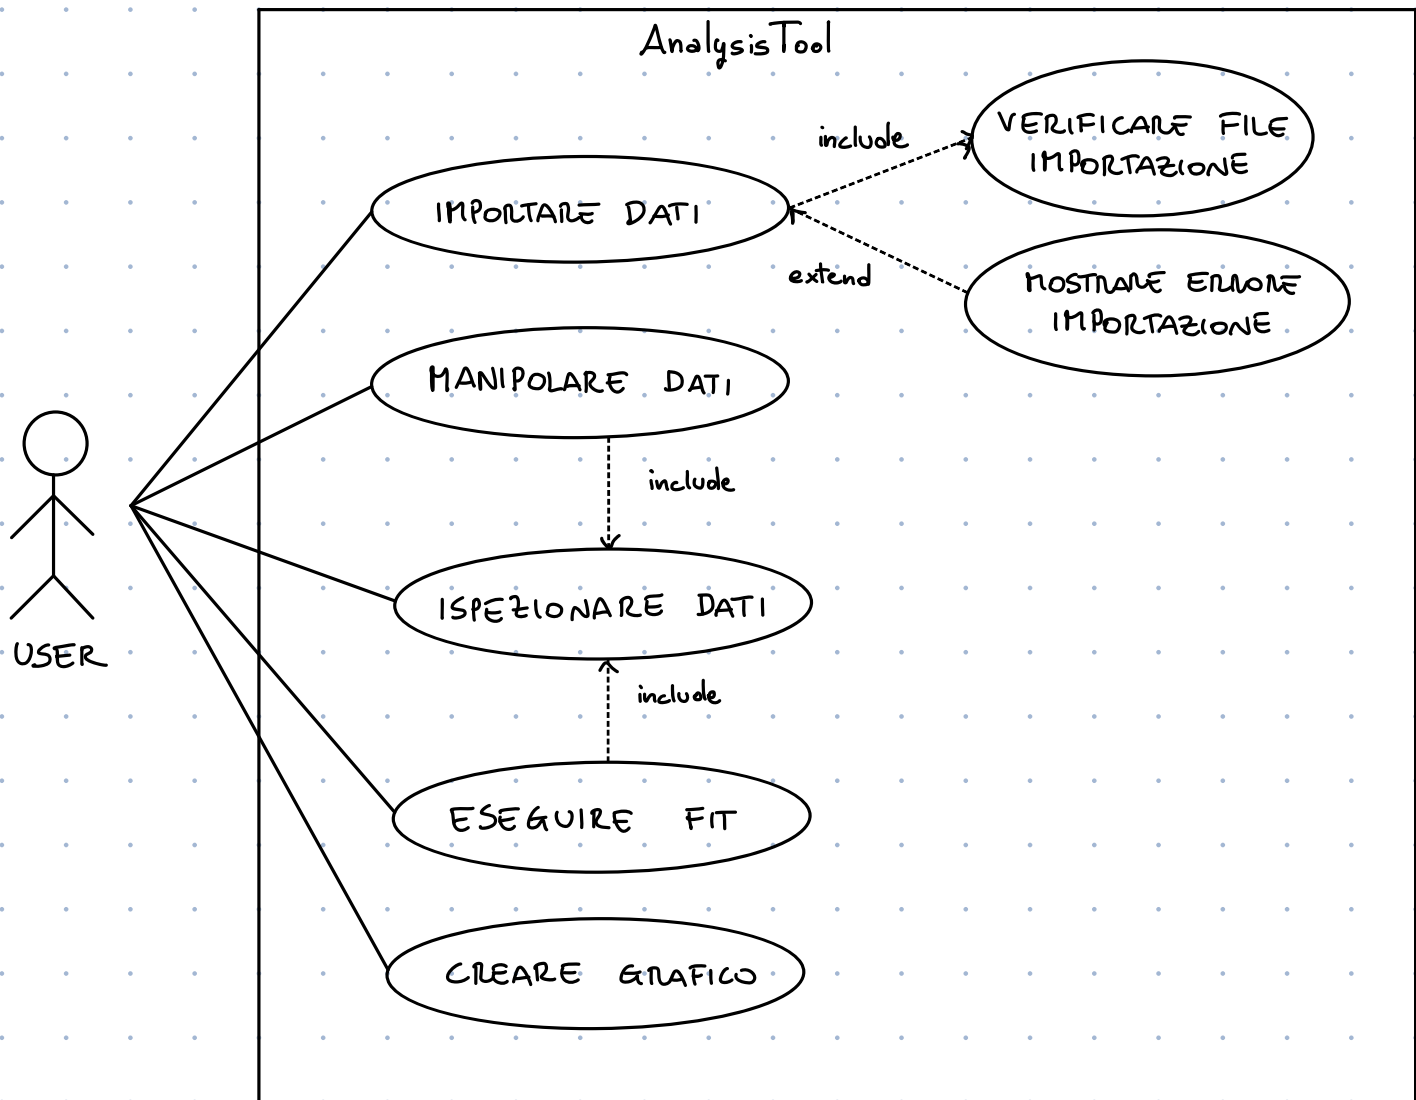 AnalysisTool
include
VERIFICARE FILE
IMPORTAZIONE
IMPORTARE DATI
extend
MOSTRARE ERRORE
IMPORTAZIONE
MANIPOLARE DATI
include
ISPEZIONARE DATI
USER
include
ESEGUIRE FIT
CREARE GRAFICO